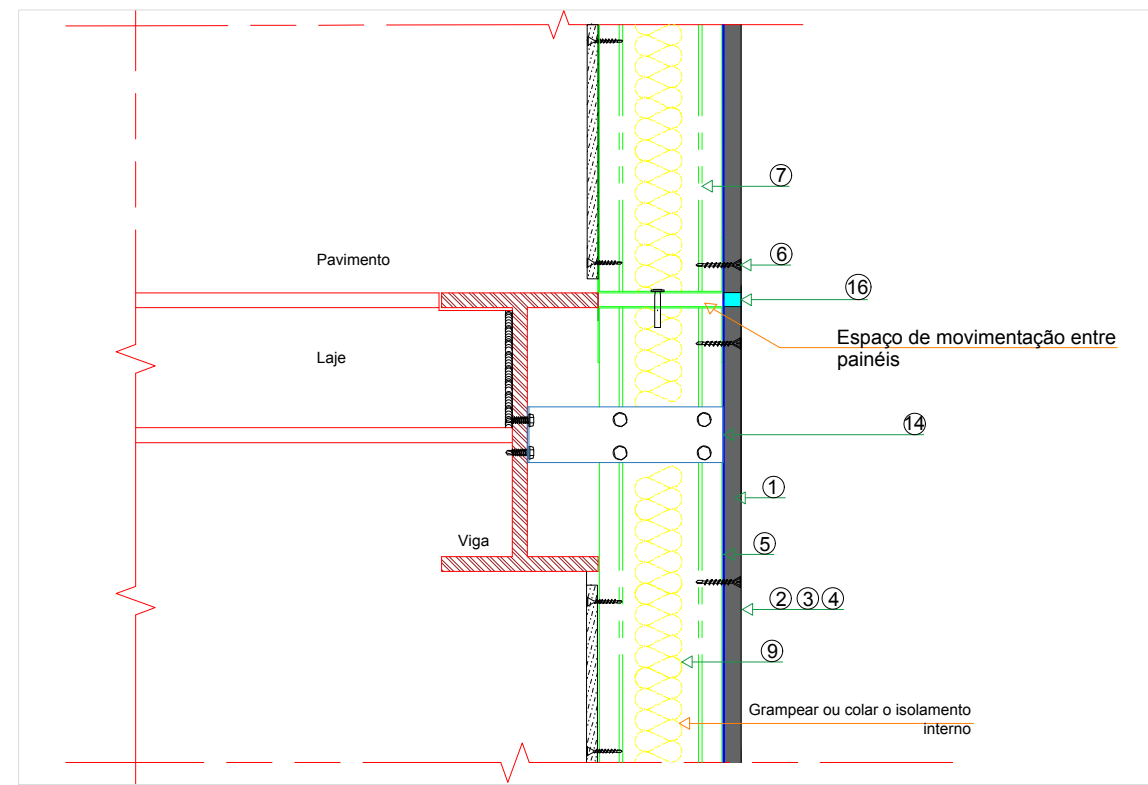 7
Pavimento
6
16
Espaço de movimentação entre
painéis
Laje
14
1
Viga
5
2 3 4
9
Grampear ou colar o isolamento
interno